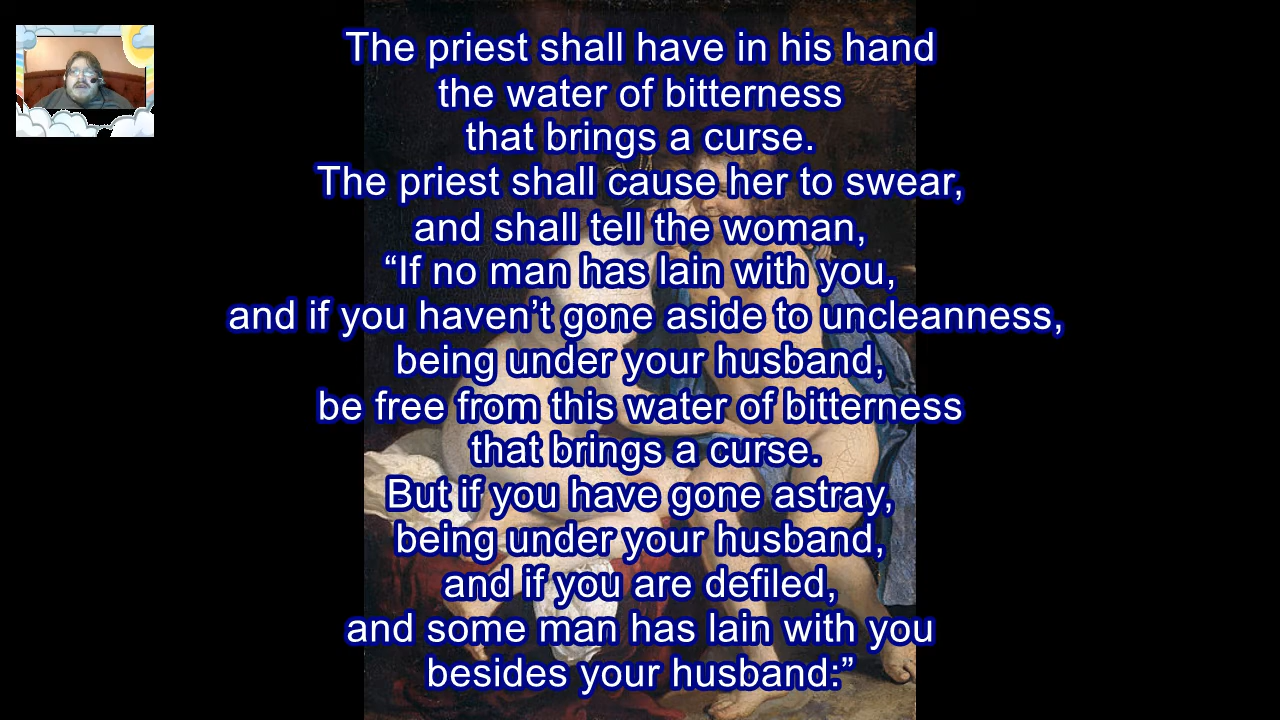 The priest shall have in his hand
the water of bitterness
that brings a curse.
The priest shall cause her to swear,
and shall tell the woman,
“If no man has lain with you,
and if you haven’t gone aside to uncleanness,
being under your husband,
be free from this water of bitterness
that brings a curse.
But if you have gone astray,
being under your husband,
and if you are defiled,
and some man has lain with you
besides your husband:”